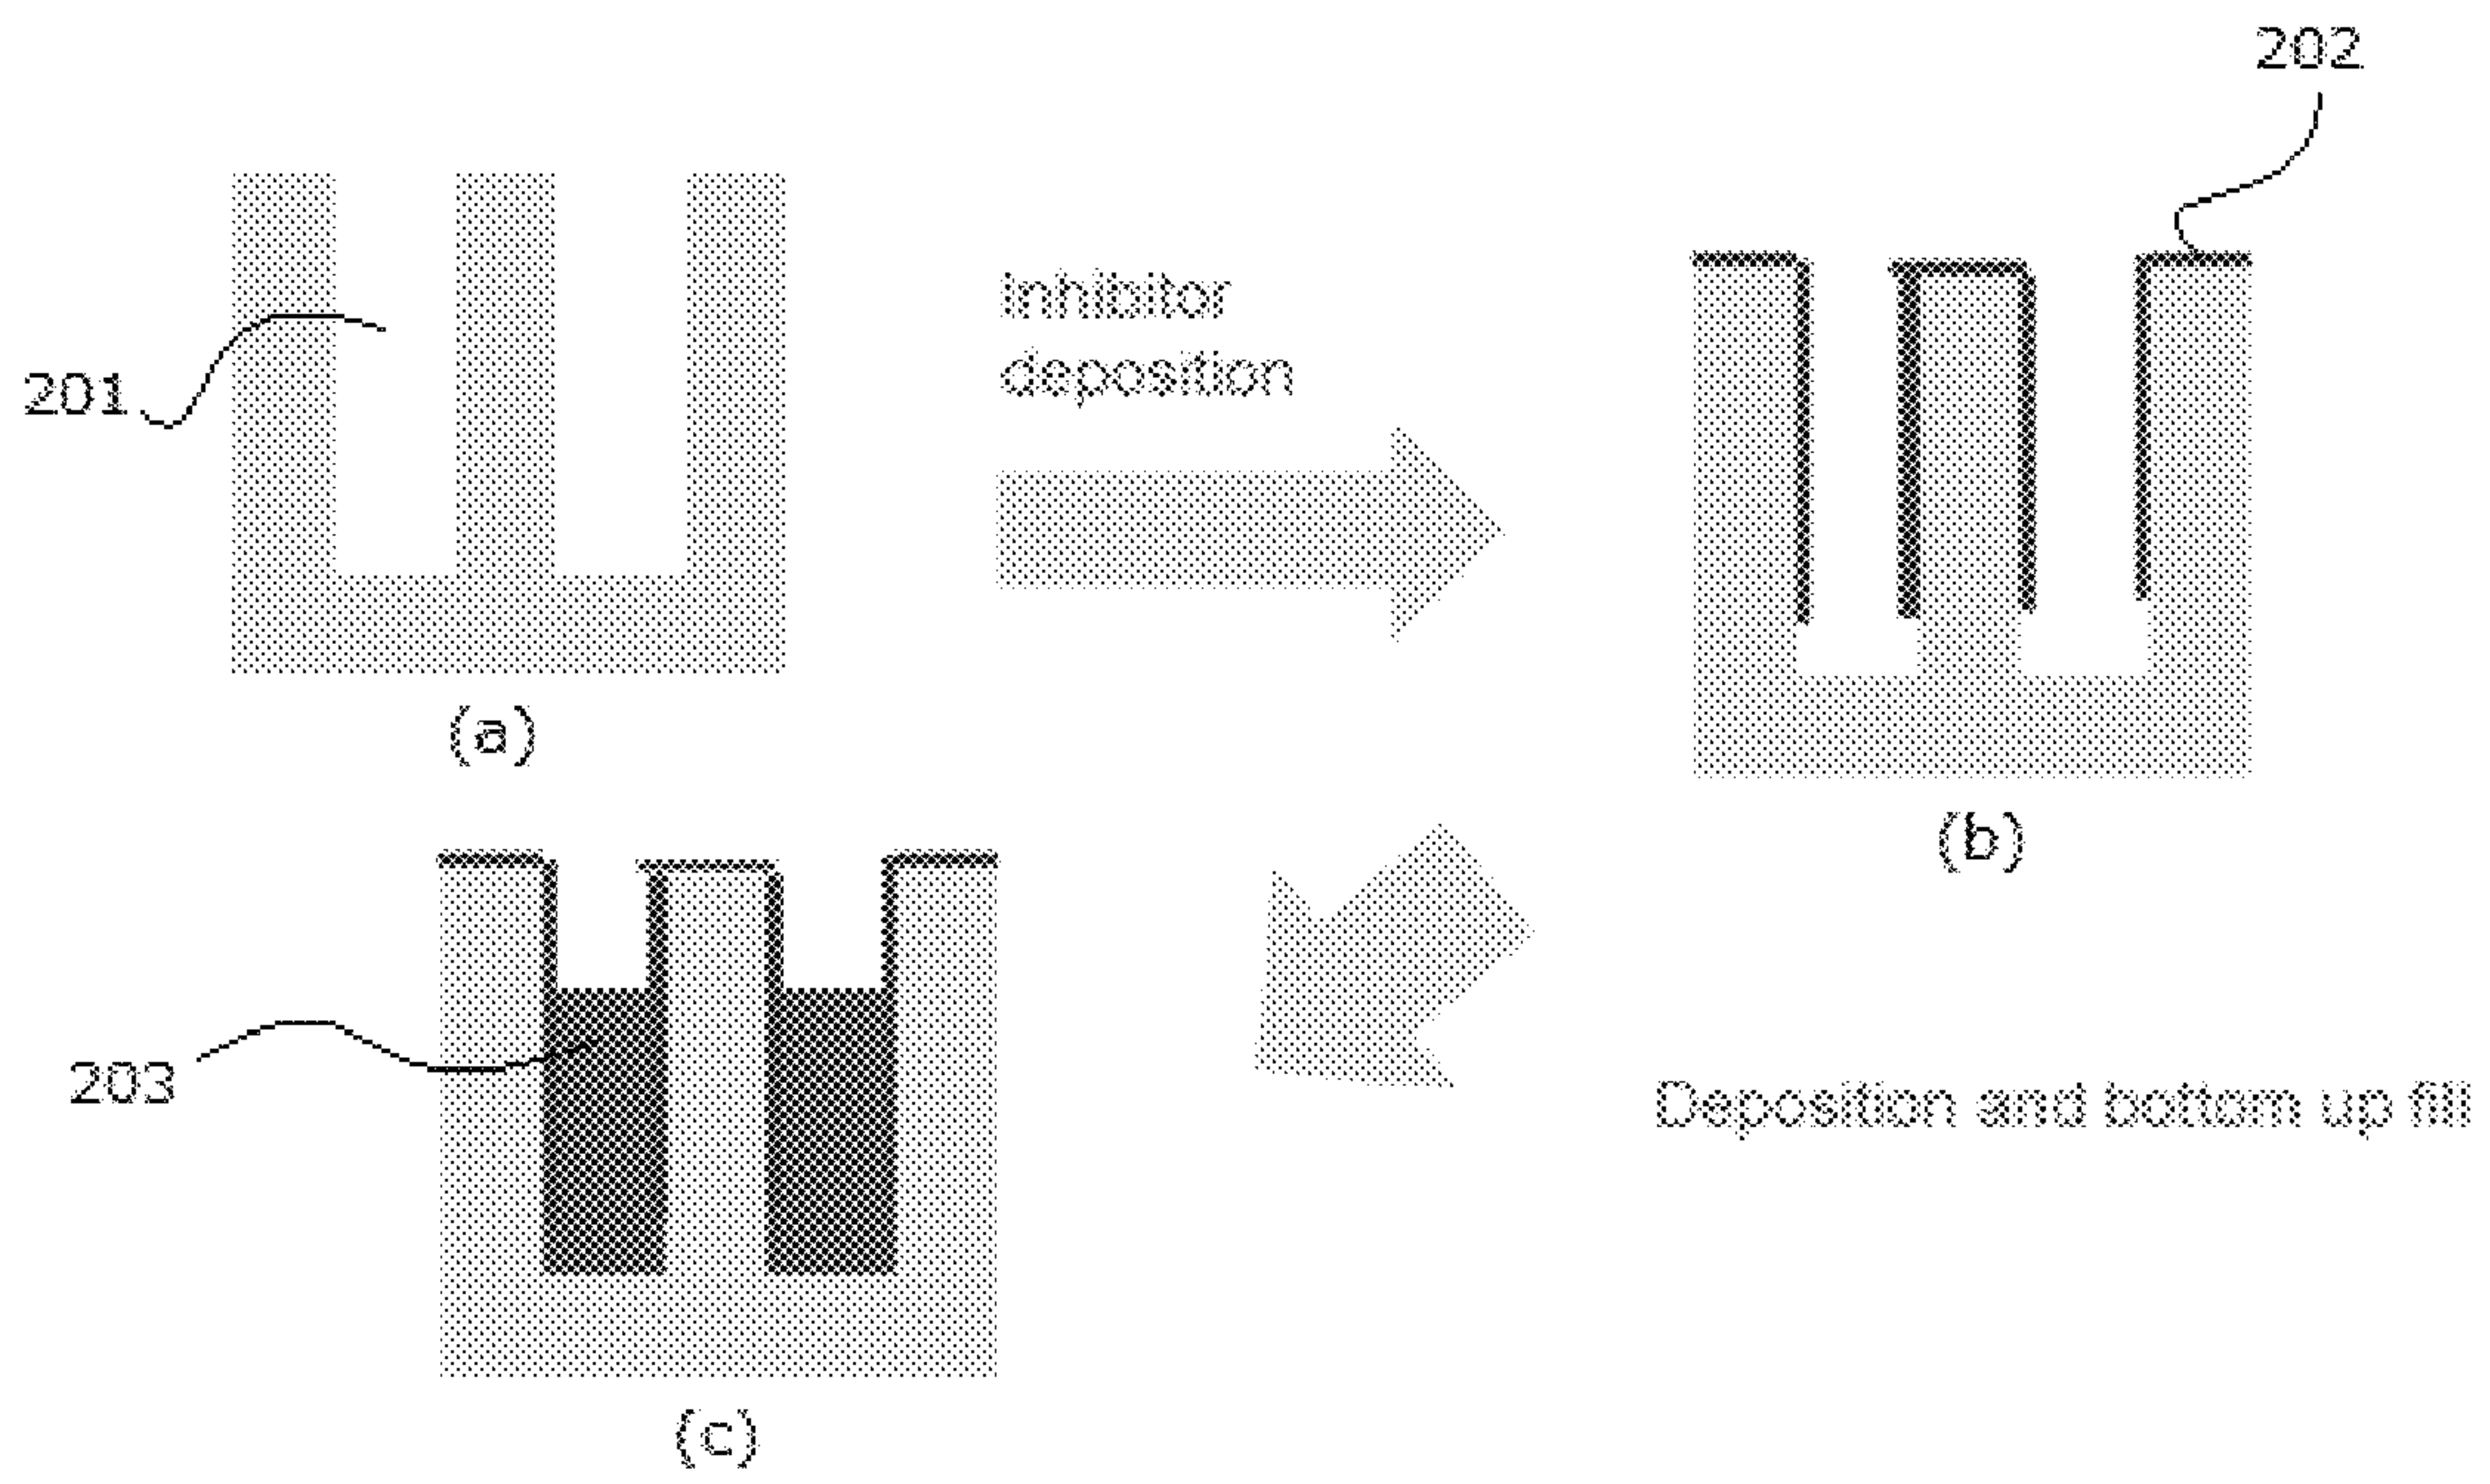 202
Inhibitor
deposition
201
(a)
(b)
203
Deposition and bottom up fill
(c)